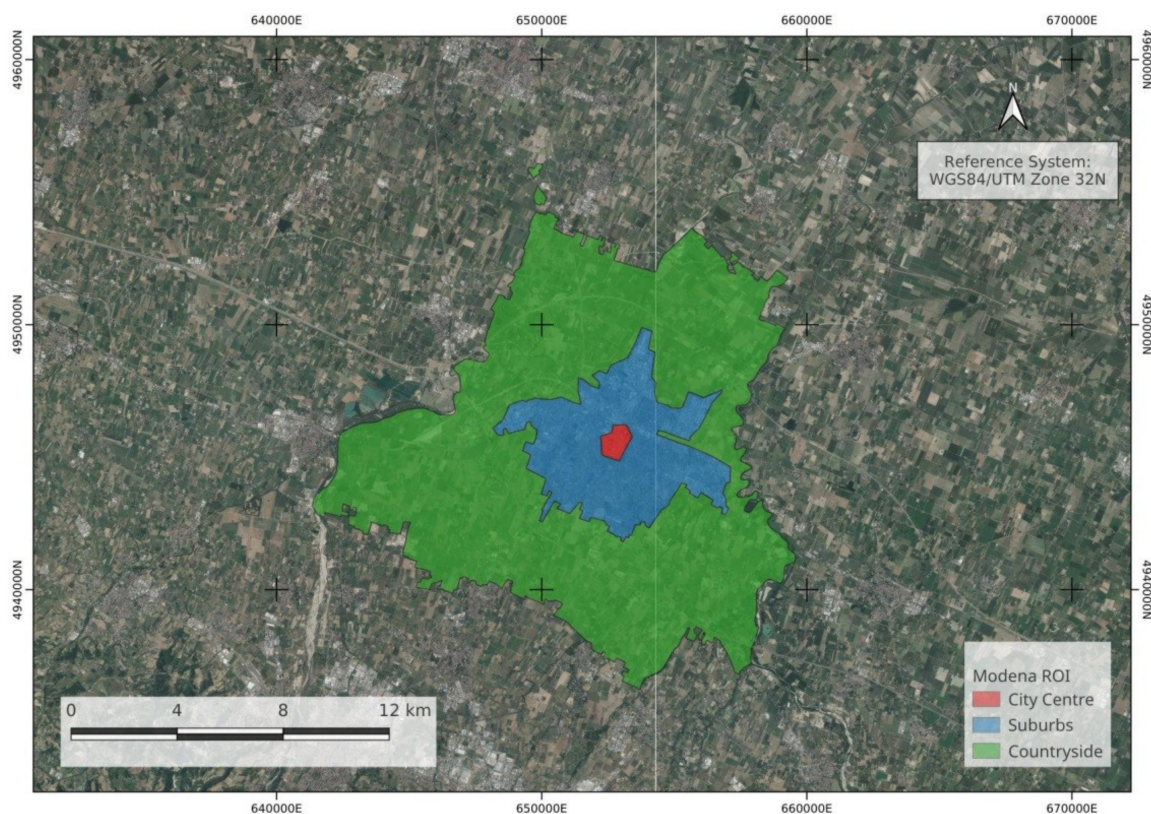 640000E 650000E 660000E 670000E
4960000N 4960000N
N
Reference System:
WGS84/UTM Zone 32N
4950000N 4950000N
4940000N 4940000N
Modena ROI
City Centre
Suburbs
Countryside
0 4 8 12 km
640000E 650000E 660000E 670000E